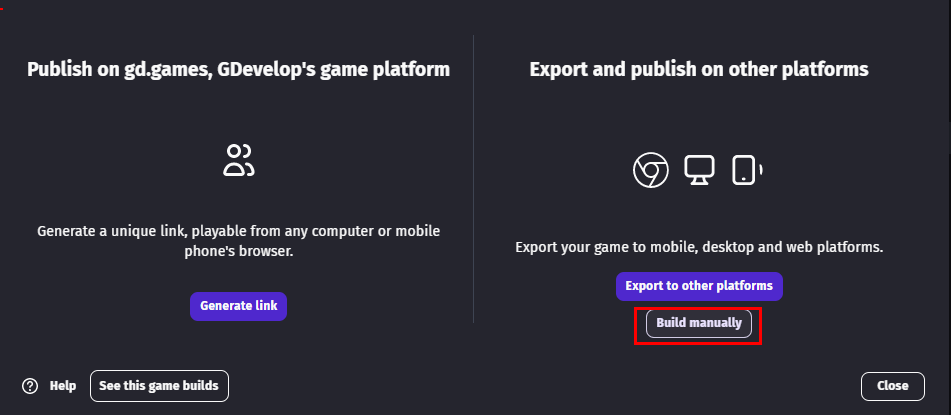 Publish on gd.games, GDevelop's game platform
Generate a unique link, playable from any computer or mobile
phone's browser.
Generate link
Export and publish on other platforms
Export your game to mobile, desktop and web platforms.
Export to other platforms
Build manually
Help
See this game builds
Close